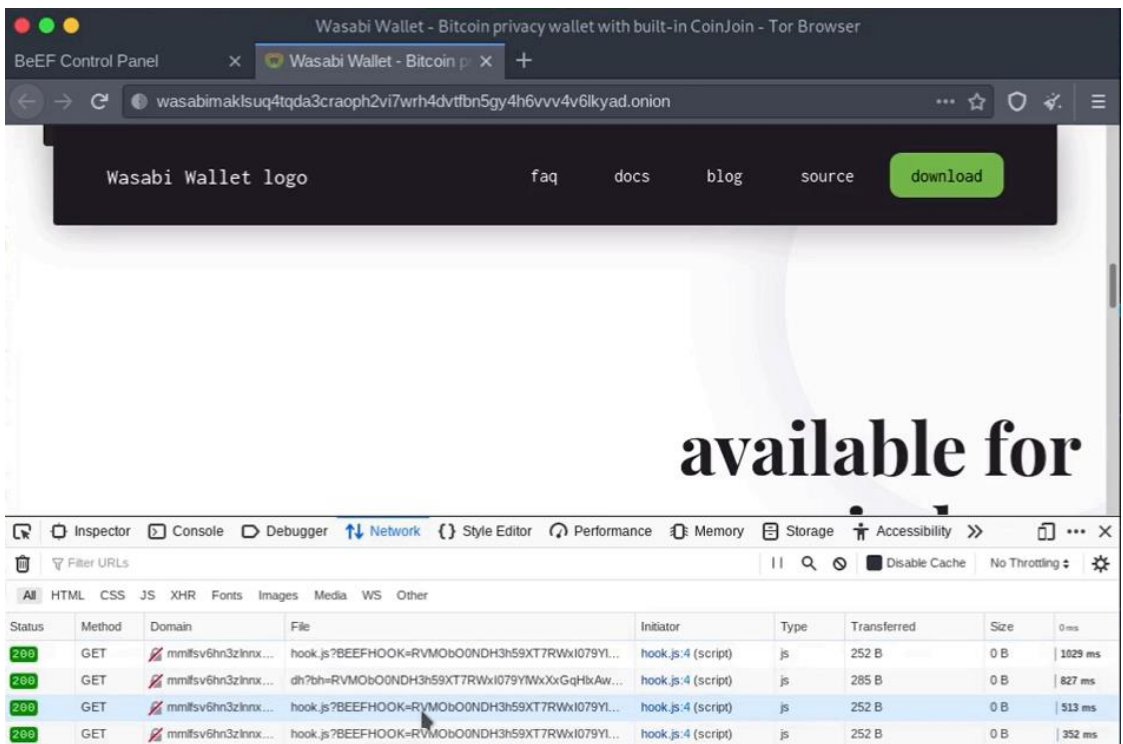 Wasabi Wallet - Bitcoin privacy wallet with built-in CoinJoin - Tor Browser
BeEF Control Panel
Wasabi Wallet - Bitcoin p
wasabimaklsuq4tqda3craoph2vi7wrh4dvtfbn5gy4h6vvv4v6lkyad.onion
Wasabi Wallet logo faq docs blog source download
available for
Inspector Console Debugger Network Style Editor Performance Memory Storage Accessibility
Filter URLs Disable Cache No Throttling
All HTML CSS JS XHR Fonts Images Media WS Other
Status Method Domain File Initiator Type Transferred Size 0 ms
200 GET mmlfsv6hn3zlnnx... hook.js?BEEFHOOK=RVMObO0NDH3h59XT7RWxI079Yl... hook.js:4 (script) js 252 B 0 B 1029 ms
200 GET mmlfsv6hn3zlnnx... dh?bh=RVMObO0NDH3h59XT7RWxI079YlWxXxGqHlxAw... hook.js:4 (script) js 285 B 0 B 827 ms
200 GET mmlfsv6hn3zlnnx... hook.js?BEEFHOOK=RVMObO0NDH3h59XT7RWxI079Yl... hook.js:4 (script) js 252 B 0 B 513 ms
200 GET mmlfsv6hn3zlnnx... hook.js?BEEFHOOK=RVMObO0NDH3h59XT7RWxI079Yl... hook.js:4 (script) js 252 B 0 B 352 ms